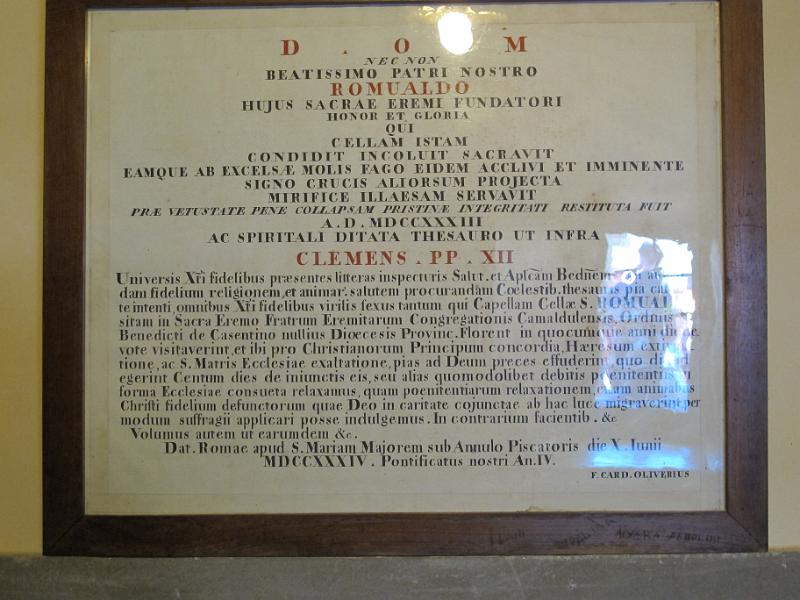 D . O M
NEC NON
BEATISSIMO PATRI NOSTRO
ROMUALDO
HUJUS SACRAE EREMI FUNDATORI
HONOR ET GLORIA
QUI
CELLAM ISTAM
CONDIDIT INCOLUIT SACRAVIT
EAMQUE AB EXCELSÆ MOLIS FAGO EIDEM ACCLIVI ET IMMINENTE
SIGNO CRUCIS ALIORSUM PROJECTA
MIRIFICE ILLAESAM SERVAVIT
PRÆ VETUSTATE PENE COLLAPSAM PRISTINÆ INTEGRITATI RESTITUTA FUIT
A. D. MDCCXXXIII
AC SPIRITALI DITATA THESAURO UT INFRA
CLEMENS . PP . XII
Universis Xti fidelibus præsentes litteras inspecturis Salut. et Aplcam Bedn
dam fidelium religionem, et animar. salutem procurandam Coelestib. thesauris pia
te intenti, omnibus Xti fidelibus virilis sexus tantum qui Capellam Cellæ S. ROMUAL
sitam in Sacra Eremo Fratrum Eremitarum Congregationis Camaldulensis, Ordinis
Benedicti de Casentino nullius Dioecesis Provinc. Florent in quocumque anni die
vote visitaverint, et ibi pro Christianorum Principum concordia, Hæresum
tione, ac S. Matris Ecclesiae exaltatione, pias ad Deum preces effuderint quo
egerint Centum dies de iniunctis eis, seu alias quomodolibet debitis poenitentiis
forma Ecclesiae consueta relaxamus, quam poenitentiarum relaxationem, etiam animabus
Christi fidelium defunctorum quae Deo in caritate cojunctae ab hac luce migraverint per
modum suffragii applicari posse indulgemus. In contrarium facientib. &c
Volumus autem ut earumdem &c.
Dat. Romae apud S. Mariam Majorem sub Annulo Piscatoris die X. Iunii
MDCCXXXIV. Pontificatus nostri An. IV.
F. CARD. OLIVERIUS